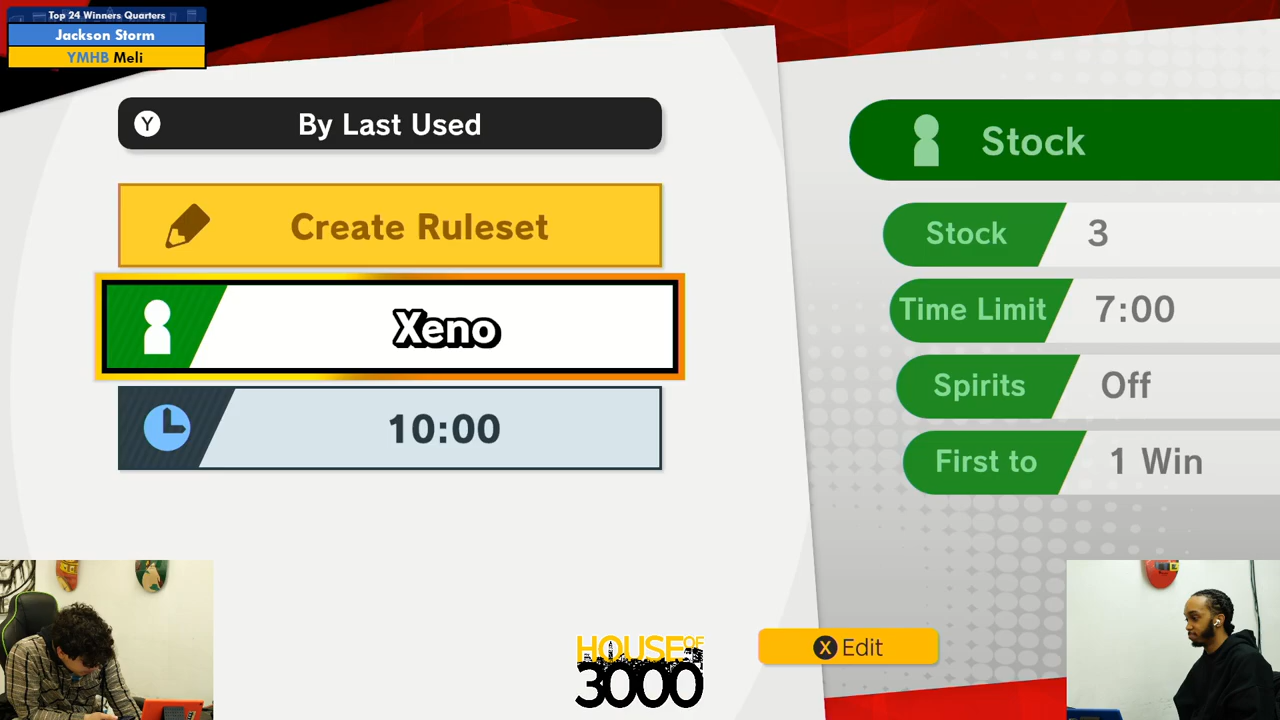 Top 24 Winners Quarters
Jackson Storm
YMHB Meli
Y By Last Used
Create Ruleset
Xeno
10:00
Stock
Stock 3
Time Limit 7:00
Spirits Off
First to 1 Win
X Edit
HOUSE OF
3000